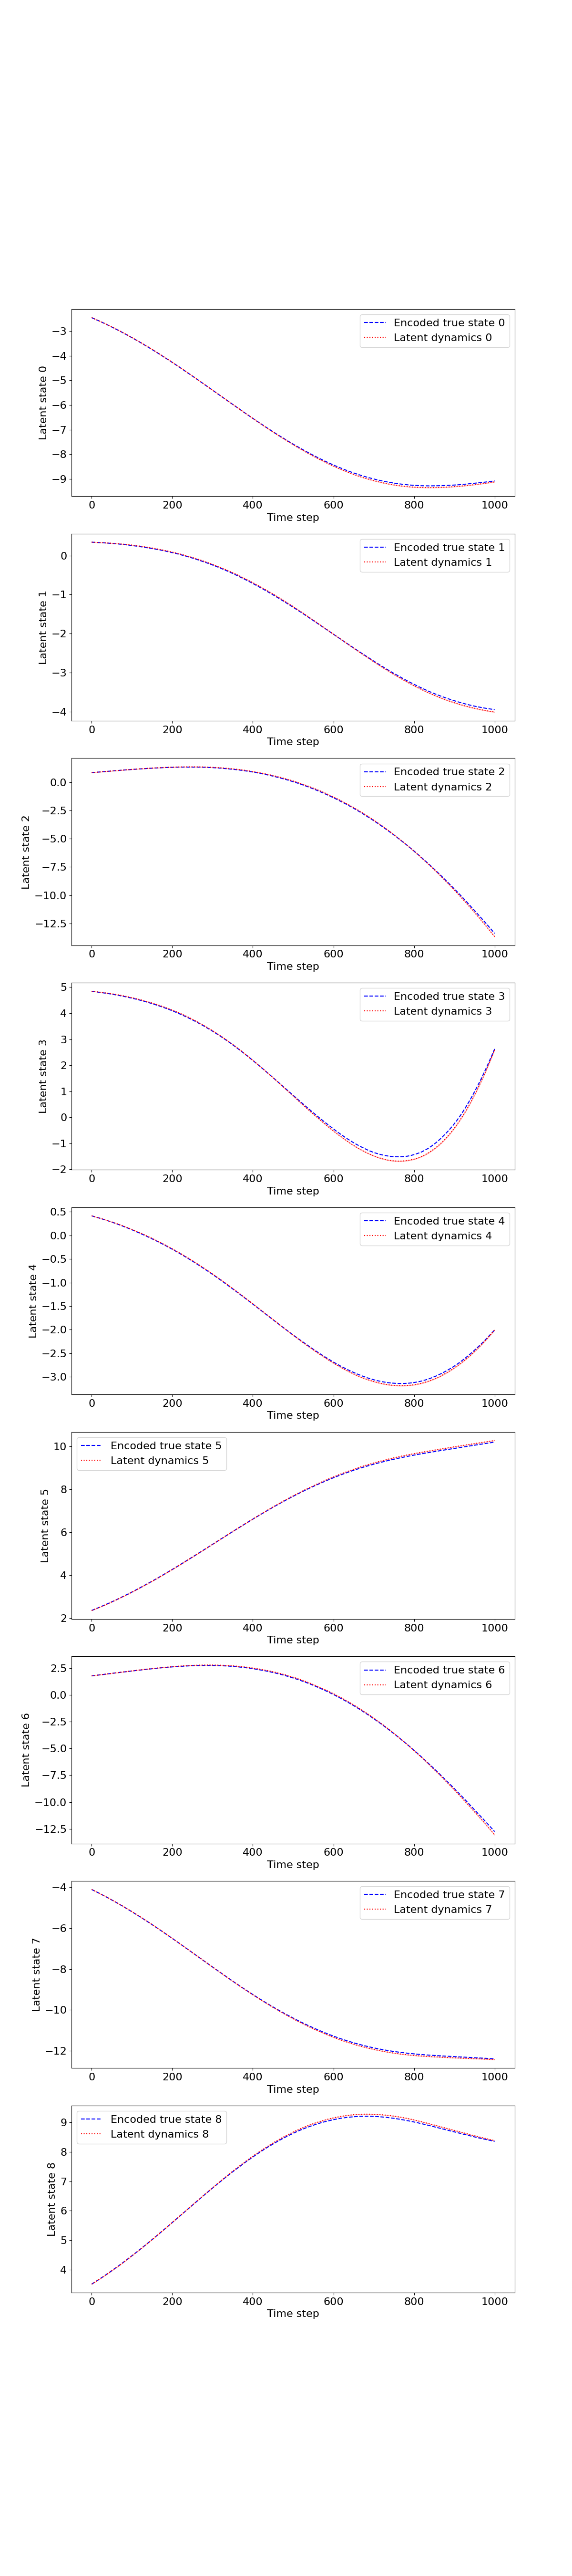 Encoded true state 0
Latent dynamics 0
Latent state 0
−3
−4
−5
−6
−7
−8
−9
0 200 400 600 800 1000
Time step
Encoded true state 1
Latent dynamics 1
Latent state 1
0
−1
−2
−3
−4
0 200 400 600 800 1000
Time step
Encoded true state 2
Latent dynamics 2
Latent state 2
0.0
−2.5
−5.0
−7.5
−10.0
−12.5
0 200 400 600 800 1000
Time step
Encoded true state 3
Latent dynamics 3
Latent state 3
5
4
3
2
1
0
−1
−2
0 200 400 600 800 1000
Time step
Encoded true state 4
Latent dynamics 4
Latent state 4
0.5
0.0
−0.5
−1.0
−1.5
−2.0
−2.5
−3.0
0 200 400 600 800 1000
Time step
Encoded true state 5
Latent dynamics 5
Latent state 5
10
8
6
4
2
0 200 400 600 800 1000
Time step
Encoded true state 6
Latent dynamics 6
Latent state 6
2.5
0.0
−2.5
−5.0
−7.5
−10.0
−12.5
0 200 400 600 800 1000
Time step
Encoded true state 7
Latent dynamics 7
Latent state 7
−4
−6
−8
−10
−12
0 200 400 600 800 1000
Time step
Encoded true state 8
Latent dynamics 8
Latent state 8
9
8
7
6
5
4
0 200 400 600 800 1000
Time step